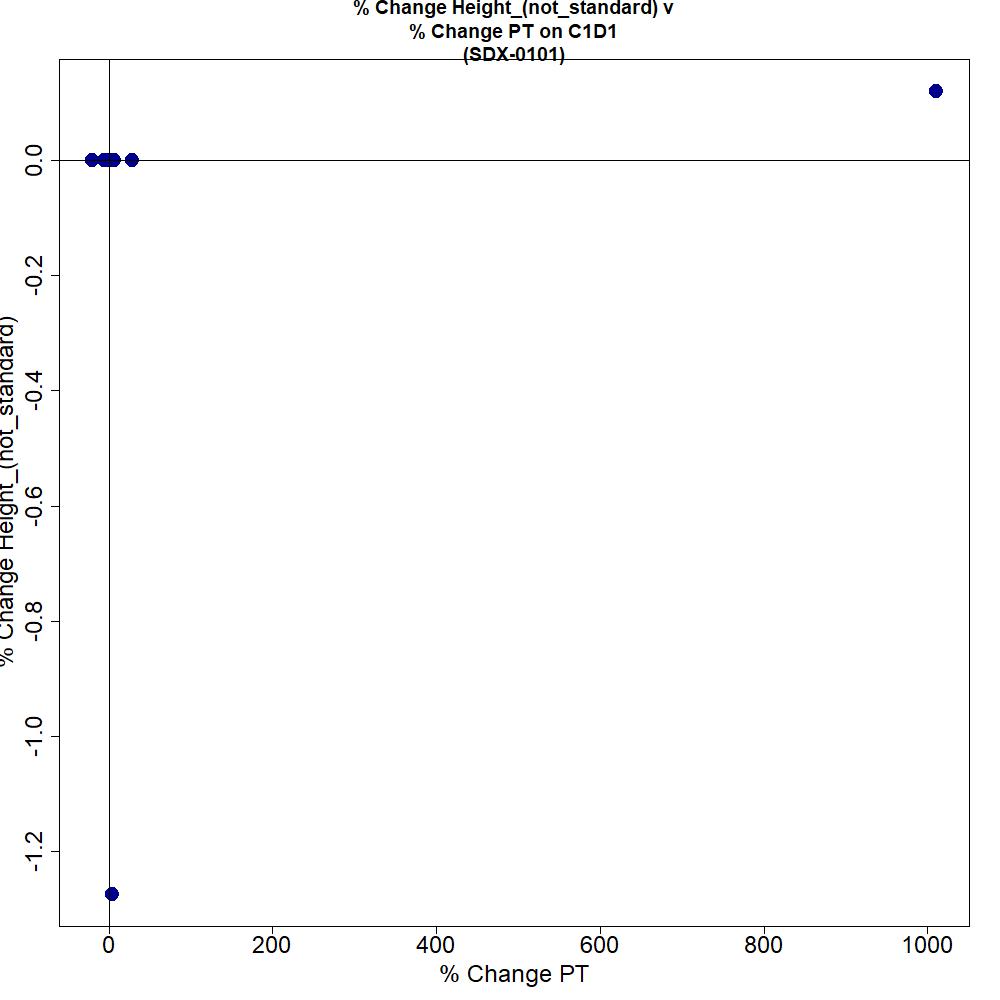 % Change Height_(not_standard) v
% Change PT on C1D1
(SDX-0101)
% Change Height_(not_standard)
0.0
-0.2
-0.4
-0.6
-0.8
-1.0
-1.2
0
200
400
600
800
1000
% Change PT